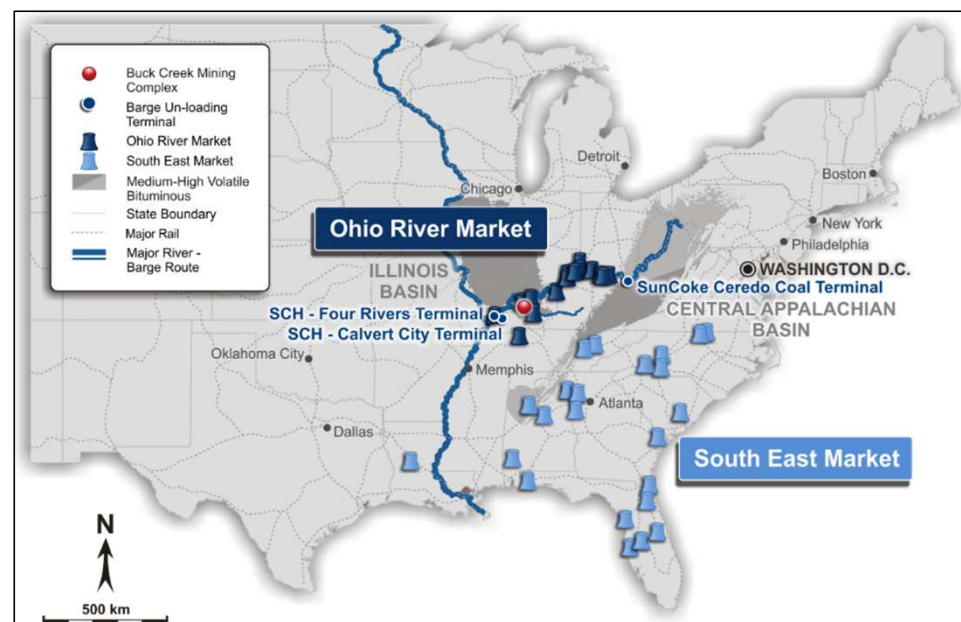 Buck Creek Mining
Complex
Barge Un-loading
Terminal
Ohio River Market
South East Market
Medium-High Volatile
Bituminous
State Boundary
Major Rail
Major River -
Barge Route
Detroit
Boston
Chicago
New York
Philadelphia
Ohio River Market
WASHINGTON D.C.
ILLINOIS
BASIN
SunCoke Ceredo Coal Terminal
SCH - Four Rivers Terminal
CENTRAL APPALACHIAN
BASIN
SCH - Calvert City Terminal
Oklahoma City
Memphis
Atlanta
Dallas
South East Market
N
500 km